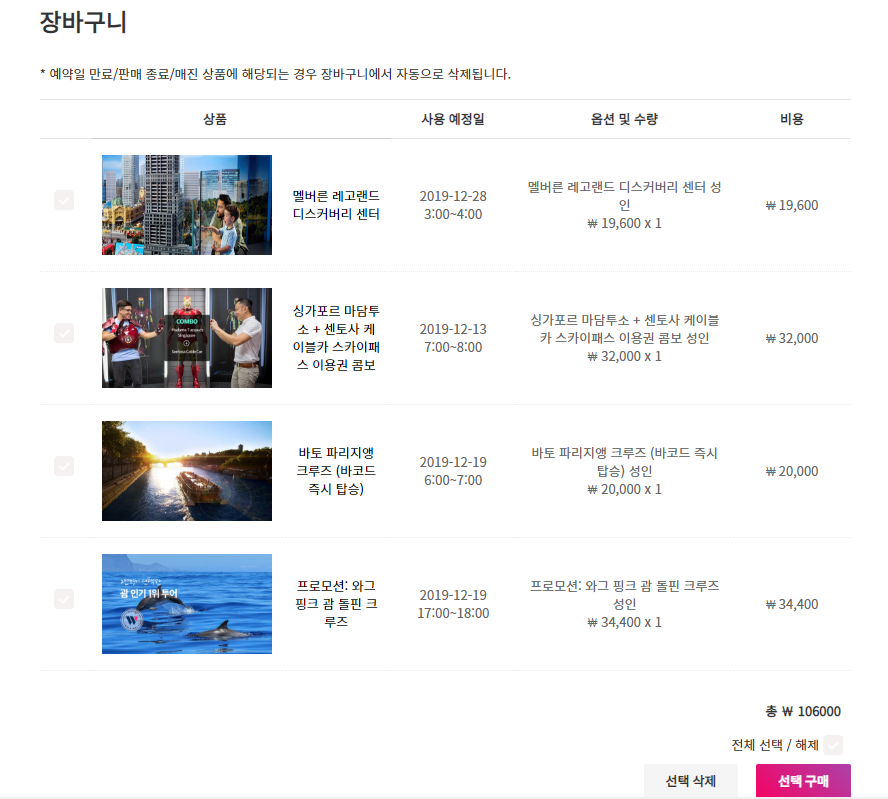 장바구니
* 예약일 만료/판매 종료/매진 상품에 해당되는 경우 장바구니에서 자동으로 삭제됩니다.
상품 사용 예정일 옵션 및 수량 비용
멜버른 레고랜드
디스커버리 센터
2019-12-28
3:00~4:00
멜버른 레고랜드 디스커버리 센터 성
인
₩ 19,600 x 1
₩ 19,600
COMBO
Madame Tussauds
Singapore
+
Sentosa Cable Car
싱가포르 마담투
소 + 센토사 케
이블카 스카이패
스 이용권 콤보
2019-12-13
7:00~8:00
싱가포르 마담투소 + 센토사 케이블
카 스카이패스 이용권 콤보 성인
₩ 32,000 x 1
₩ 32,000
바토 파리지앵
크루즈 (바코드
즉시 탑승)
2019-12-19
6:00~7:00
바토 파리지앵 크루즈 (바코드 즉시
탑승) 성인
₩ 20,000 x 1
₩ 20,000
괌 인기 1위 투어
W
프로모션: 와그
핑크 괌 돌핀 크
루즈
2019-12-19
17:00~18:00
프로모션: 와그 핑크 괌 돌핀 크루즈
성인
₩ 34,400 x 1
₩ 34,400
총 ₩ 106000
전체 선택 / 해제
선택 삭제
선택 구매